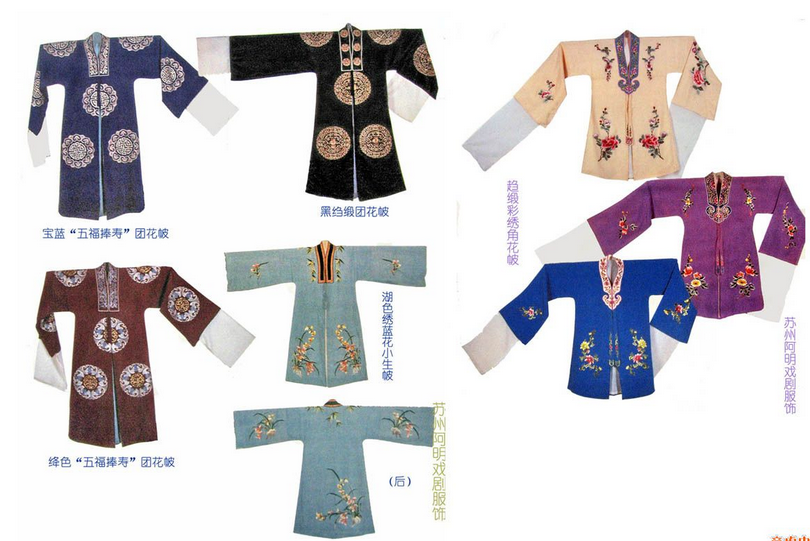 宝蓝“五福捧寿”团花帔
黑绉缎团花帔
绛色“五福捧寿”团花帔
湖色绣蓝花小生帔
(后)
苏州阿明戏剧服饰
趋缎彩绣角花帔
苏州阿明戏剧服饰